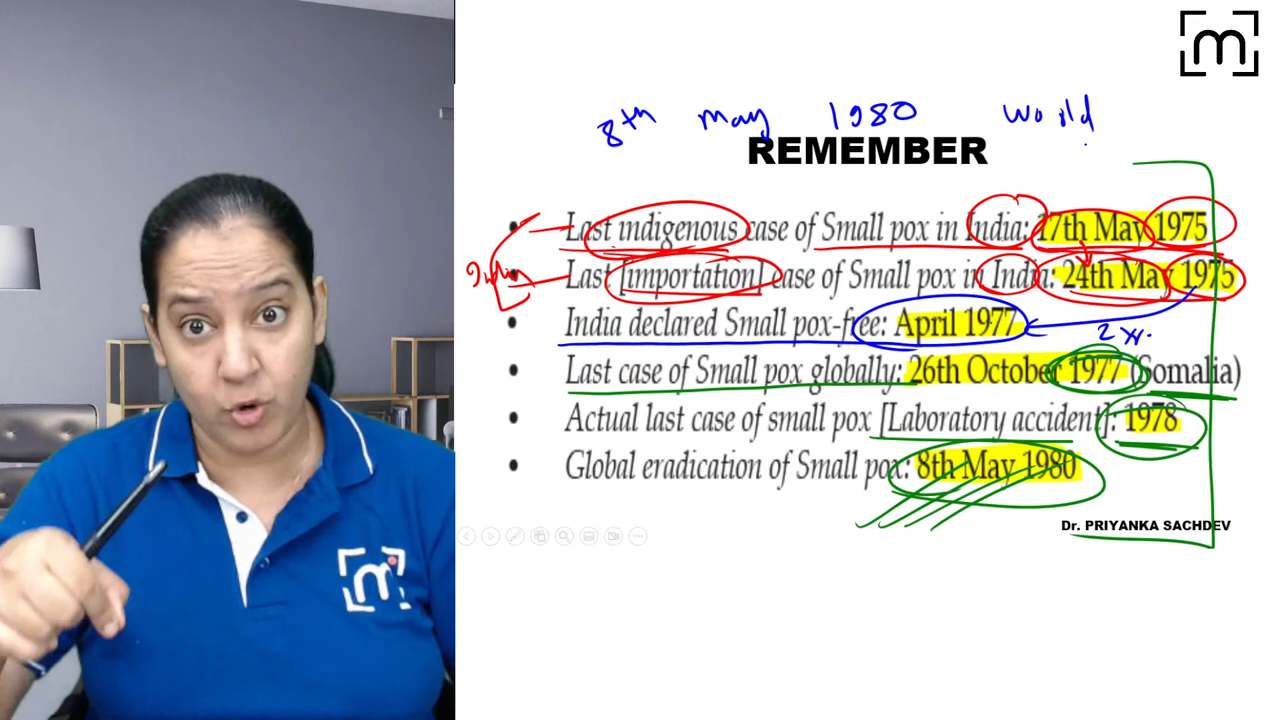 m
8th may 1980 world
REMEMBER
• Last indigenous case of Small pox in India: 17th May 1975
• Last [importation] case of Small pox in India: 24th May 1975
• India declared Small pox-free: April 1977
2 yr.
• Last case of Small pox globally: 26th October 1977 (Somalia)
• Actual last case of small pox [Laboratory accident]: 1978
• Global eradication of Small pox: 8th May 1980
Dr. PRIYANKA SACHDEV
m